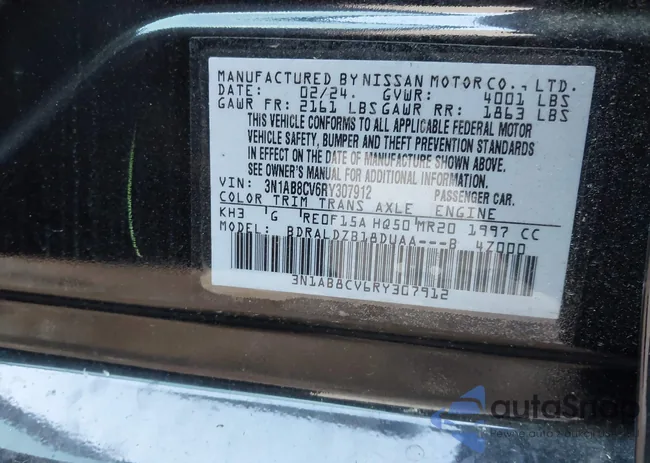 MANUFACTURED BY NISSAN MOTOR CO., LTD.
DATE: 02/24 GVWR: 4001 LBS
GAWR FR: 2161 LBS GAWR RR: 1863 LBS
THIS VEHICLE CONFORMS TO ALL APPLICABLE FEDERAL MOTOR
VEHICLE SAFETY, BUMPER AND THEFT PREVENTION STANDARDS
IN EFFECT ON THE DATE OF MANUFACTURE SHOWN ABOVE.
SEE OWNER'S MANUAL FOR ADDITIONAL INFORMATION.
VIN: 3N1AB8CV6RY307912 PASSENGER CAR.
COLOR TRIM TRANS AXLE ENGINE
KH3 G RE0F15A HQ50 MR20 1997 CC
MODEL: BDRALDZB18DUAA---B 47000
3N1AB8CV6RY307912
autoSnap